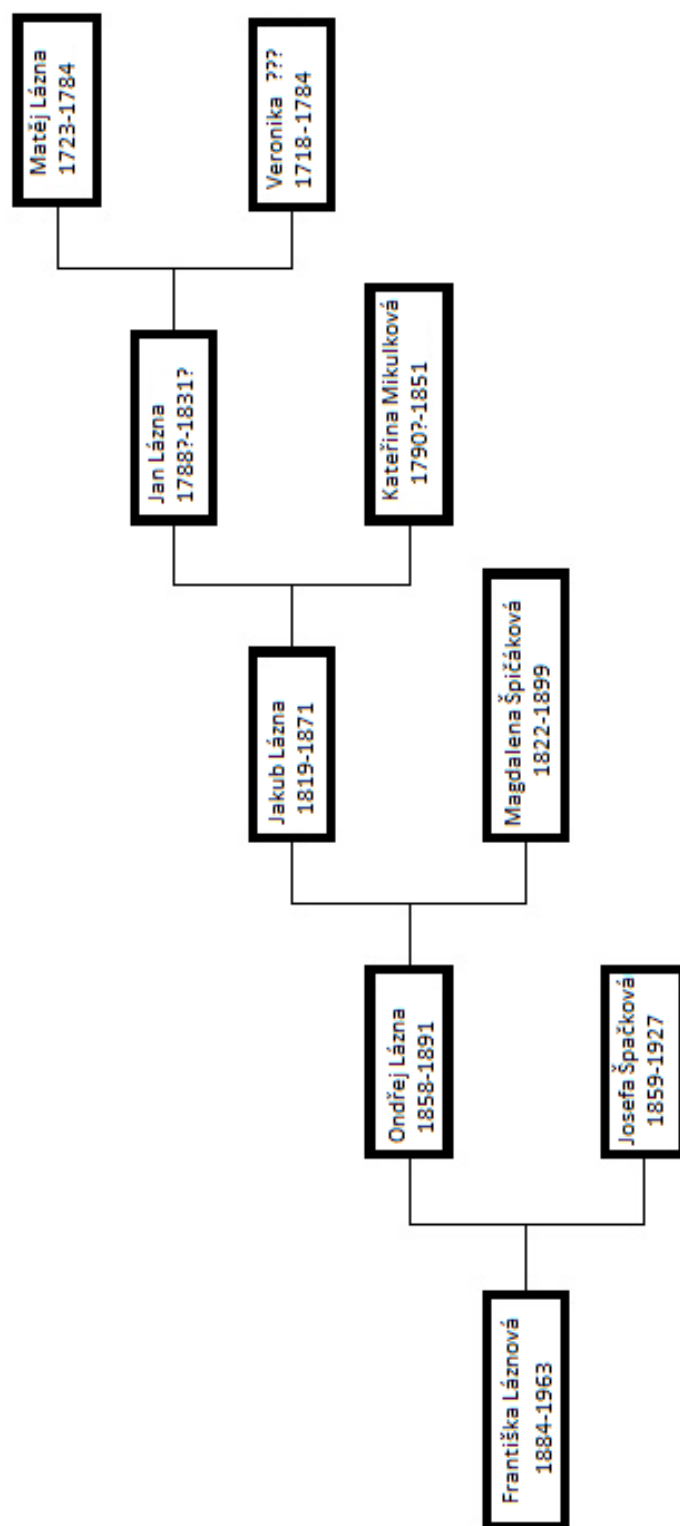 Matěj Lázna
1723-1784
Veronika ???
1718-1784
Jan Lázna
1788?-1831?
Kateřina Mikulková
1790?-1851
Jakub Lázna
1819-1871
Magdalena Špičáková
1822-1899
Ondřej Lázna
1858-1891
Josefa Špačková
1859-1927
Františka Láznová
1884-1963